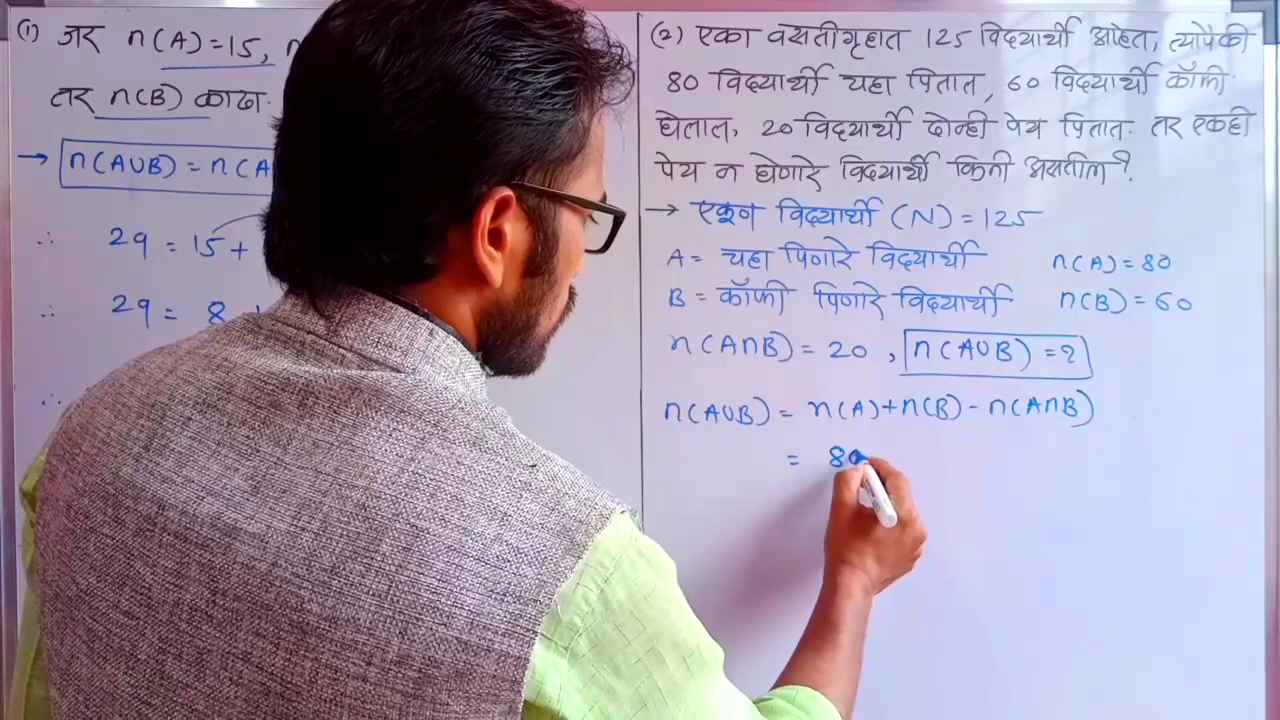 (1) जर n(A)=15, n
तर n(B) काढा.
→ n(A∪B) = n(A
∴ 29 = 15+
∴ 29 = 8
∴
(2) एका वसतीगृहात 125 विद्यार्थी आहेत, त्यापैकी
80 विद्यार्थी चहा पितात, 60 विद्यार्थी कॉफी
घेतात, 20 विद्यार्थी दोन्ही पेय पितात. तर एकही
पेय न घेणारे विद्यार्थी किती असतील?
→ एकूण विद्यार्थी (N) = 125
A = चहा पिणारे विद्यार्थी n(A) = 80
B = कॉफी पिणारे विद्यार्थी n(B) = 60
n(A∩B) = 20 , n(A∪B) = ?
n(A∪B) = n(A)+n(B) - n(A∩B)
= 80